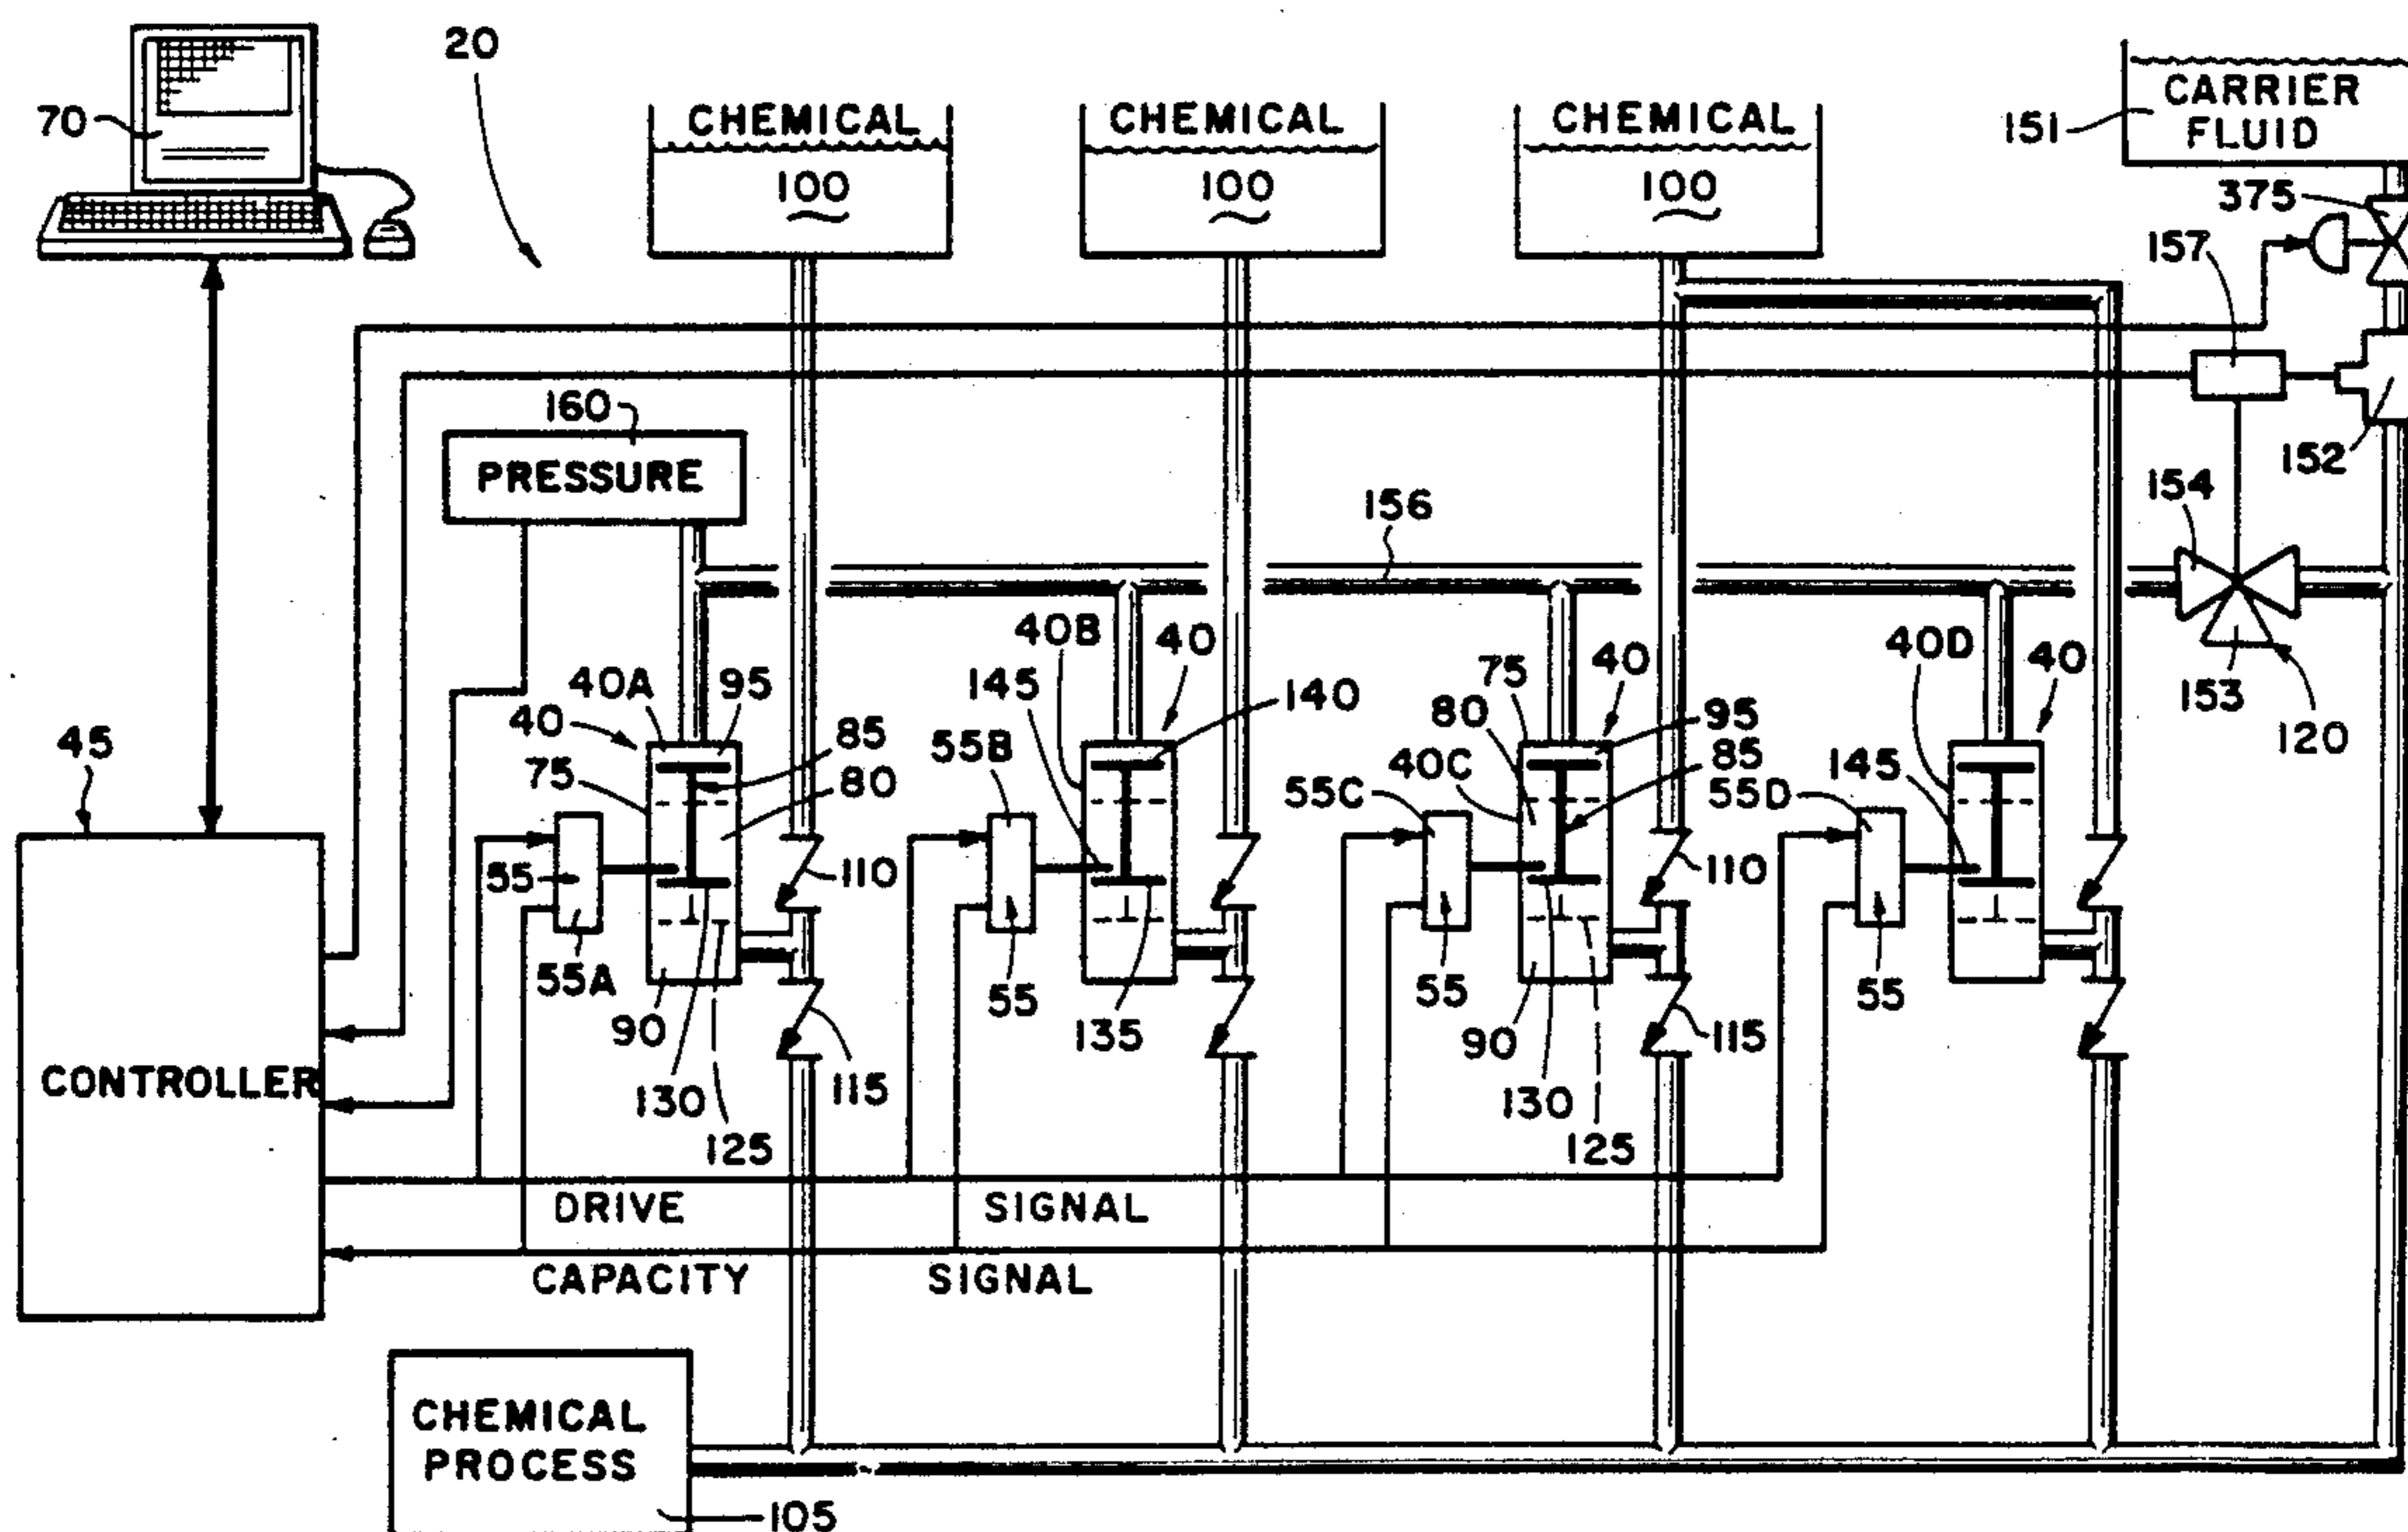 20
CHEMICAL
CHEMICAL
CHEMICAL
CARRIER
FLUID
70
151
100
100
100
375
157
160
PRESSURE
152
154
156
40B
40
40D
40
40A
95
145
75
40
153
40
140
80
95
120
45
85
55B
85
75
80
40C
145
55C
55D
55
110
110
55A
55
55
55
90
135
90
115
CONTROLLER
115
130
130
125
125
DRIVE SIGNAL
CAPACITY SIGNAL
CHEMICAL
PROCESS
105